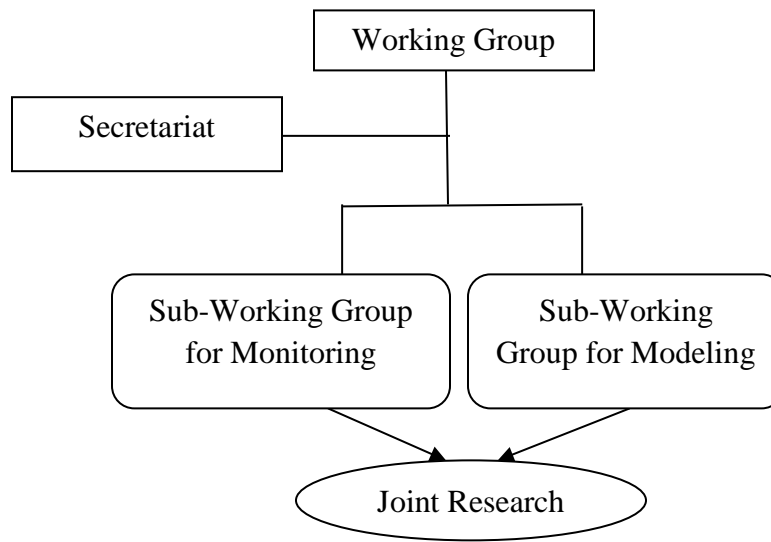 Working Group
Secretariat
Sub-Working Group
for Monitoring
Sub-Working
Group for Modeling
Joint Research